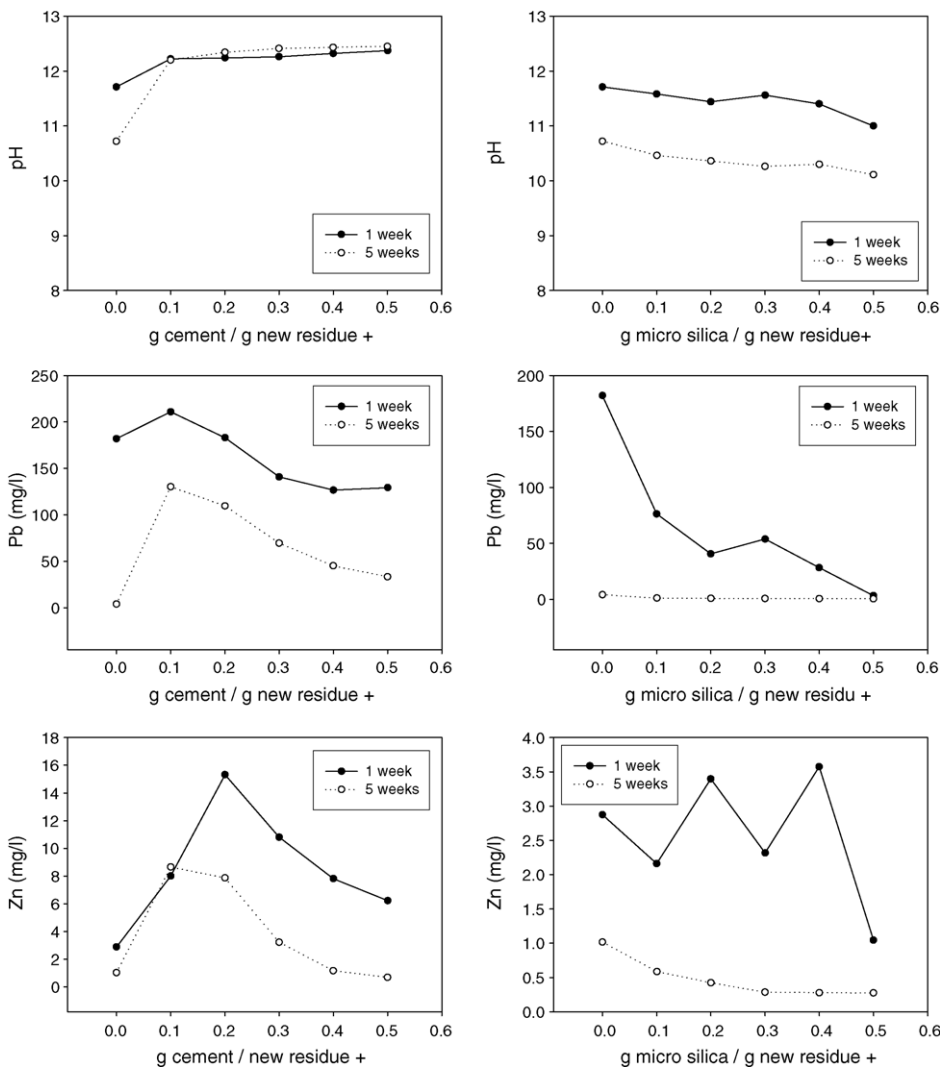 13
12
11
10
9
8
pH
1 week
5 weeks
0.0 0.1 0.2 0.3 0.4 0.5 0.6
g cement / g new residue +
13
12
11
10
9
8
pH
1 week
5 weeks
0.0 0.1 0.2 0.3 0.4 0.5 0.6
g micro silica / g new residue+
250
200
150
100
50
0
Pb (mg/l)
1 week
5 weeks
0.0 0.1 0.2 0.3 0.4 0.5 0.6
g cement / g new residue +
200
150
100
50
0
Pb (mg/l)
1 week
5 weeks
0.0 0.1 0.2 0.3 0.4 0.5 0.6
g micro silica / g new residu +
18
16
14
12
10
8
6
4
2
0
Zn (mg/l)
1 week
5 weeks
0.0 0.1 0.2 0.3 0.4 0.5 0.6
g cement / new residue +
4.0
3.5
3.0
2.5
2.0
1.5
1.0
0.5
0.0
Zn (mg/l)
1 week
5 weeks
0.0 0.1 0.2 0.3 0.4 0.5 0.6
g micro silica / g new residue +